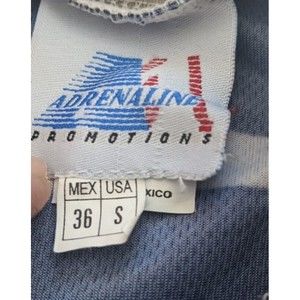 ADRENALINE
PROMOTIONS
MEX USA
36 S
XICO